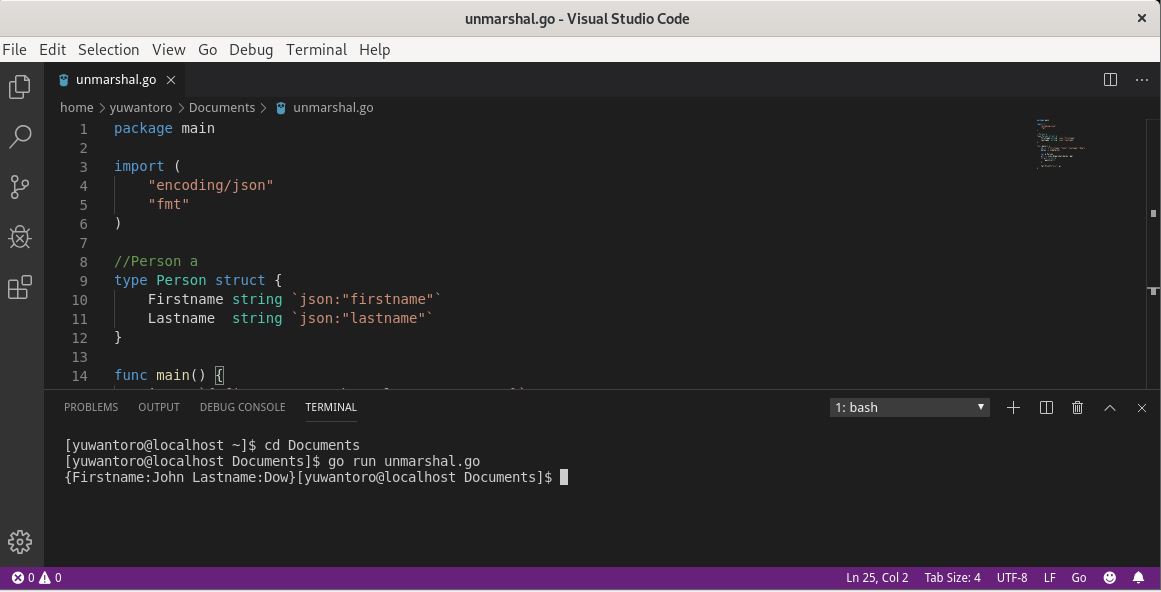 unmarshal.go - Visual Studio Code
File Edit Selection View Go Debug Terminal Help
unmarshal.go
home > yuwantoro > Documents > unmarshal.go
1 package main
2
3 import (
4     "encoding/json"
5     "fmt"
6 )
7
8 //Person a
9 type Person struct {
10     Firstname string `json:"firstname"`
11     Lastname  string `json:"lastname"`
12 }
13
14 func main() {
PROBLEMS OUTPUT DEBUG CONSOLE TERMINAL 1: bash
[yuwantoro@localhost ~]$ cd Documents
[yuwantoro@localhost Documents]$ go run unmarshal.go
{Firstname:John Lastname:Dow}[yuwantoro@localhost Documents]$
0 0 Ln 25, Col 2 Tab Size: 4 UTF-8 LF Go